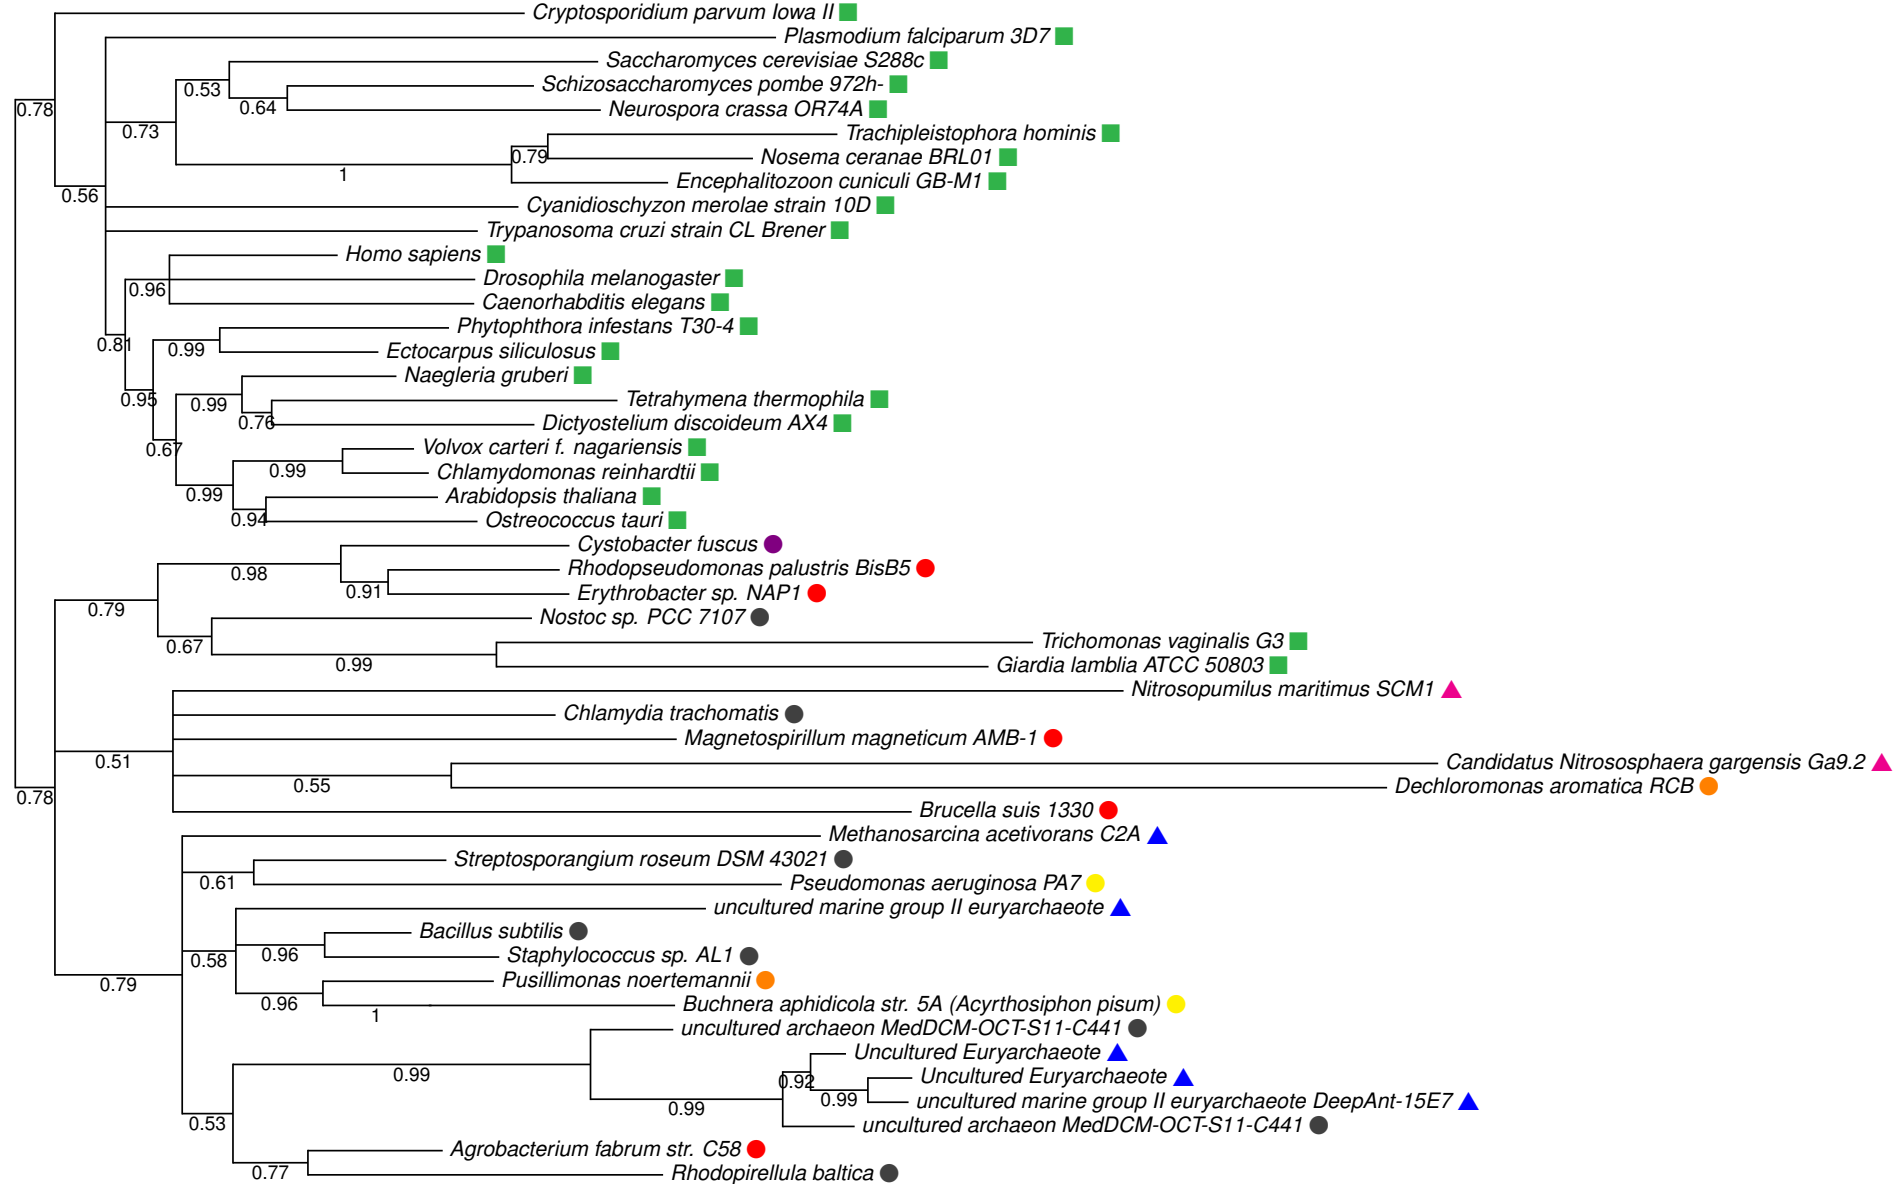 Cryptosporidium parvum Iowa II
Plasmodium falciparum 3D7
Saccharomyces cerevisiae S288c
0.53
Schizosaccharomyces pombe 972h-
0.78
0.64
Neurospora crassa OR74A
0.73
Trachipleistophora hominis
0.79
Nosema ceranae BRL01
1
Encephalitozoon cuniculi GB-M1
0.56
Cyanidioschyzon merolae strain 10D
Trypanosoma cruzi strain CL Brener
Homo sapiens
Drosophila melanogaster
0.96
Caenorhabditis elegans
Phytophthora infestans T30-4
0.81
0.99
Ectocarpus siliculosus
Naegleria gruberi
0.95
0.99
Tetrahymena thermophila
0.76
Dictyostelium discoideum AX4
0.67
Volvox carteri f. nagariensis
0.99
Chlamydomonas reinhardtii
0.99
Arabidopsis thaliana
0.94
Ostreococcus tauri
Cystobacter fuscus
0.98
Rhodopseudomonas palustris BisB5
0.91
Erythrobacter sp. NAP1
0.79
Nostoc sp. PCC 7107
0.67
Trichomonas vaginalis G3
0.99
Giardia lamblia ATCC 50803
Nitrosopumilus maritimus SCM1
Chlamydia trachomatis
Magnetospirillum magneticum AMB-1
0.51
Candidatus Nitrososphaera gargensis Ga9.2
0.55
Dechloromonas aromatica RCB
0.78
Brucella suis 1330
Methanosarcina acetivorans C2A
Streptosporangium roseum DSM 43021
0.61
Pseudomonas aeruginosa PA7
uncultured marine group II euryarchaeote
Bacillus subtilis
0.58
0.96
Staphylococcus sp. AL1
0.79
Pusillimonas noertemannii
0.96
Buchnera aphidicola str. 5A (Acyrthosiphon pisum)
1
uncultured archaeon MedDCM-OCT-S11-C441
Uncultured Euryarchaeote
0.99
0.92
Uncultured Euryarchaeote
0.99
uncultured marine group II euryarchaeote DeepAnt-15E7
0.99
0.53
uncultured archaeon MedDCM-OCT-S11-C441
Agrobacterium fabrum str. C58
0.77
Rhodopirellula baltica